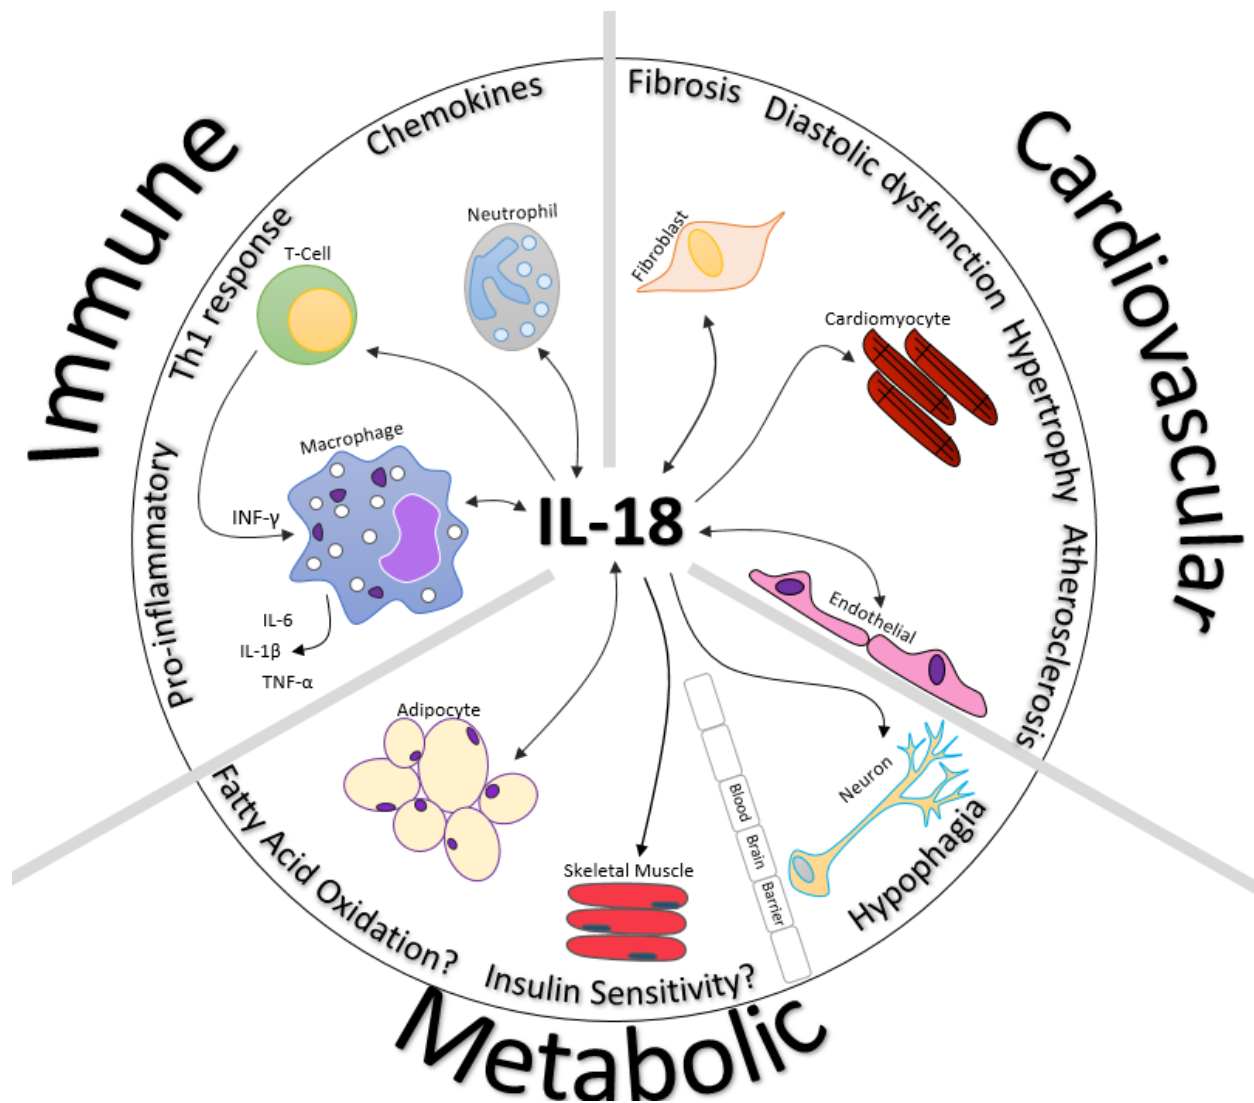 Immune
Chemokines
Th1 response
Pro-inflammatory
T-Cell
Neutrophil
Macrophage
INF-γ
IL-6
IL-1β
TNF-α
Cardiovascular
Fibrosis
Diastolic dysfunction
Hypertrophy
Atherosclerosis
Fibroblast
Cardiomyocyte
Endothelial
IL-18
Metabolic
Fatty Acid Oxidation?
Insulin Sensitivity?
Hypophagia
Adipocyte
Skeletal Muscle
Blood
Brain
Barrier
Neuron